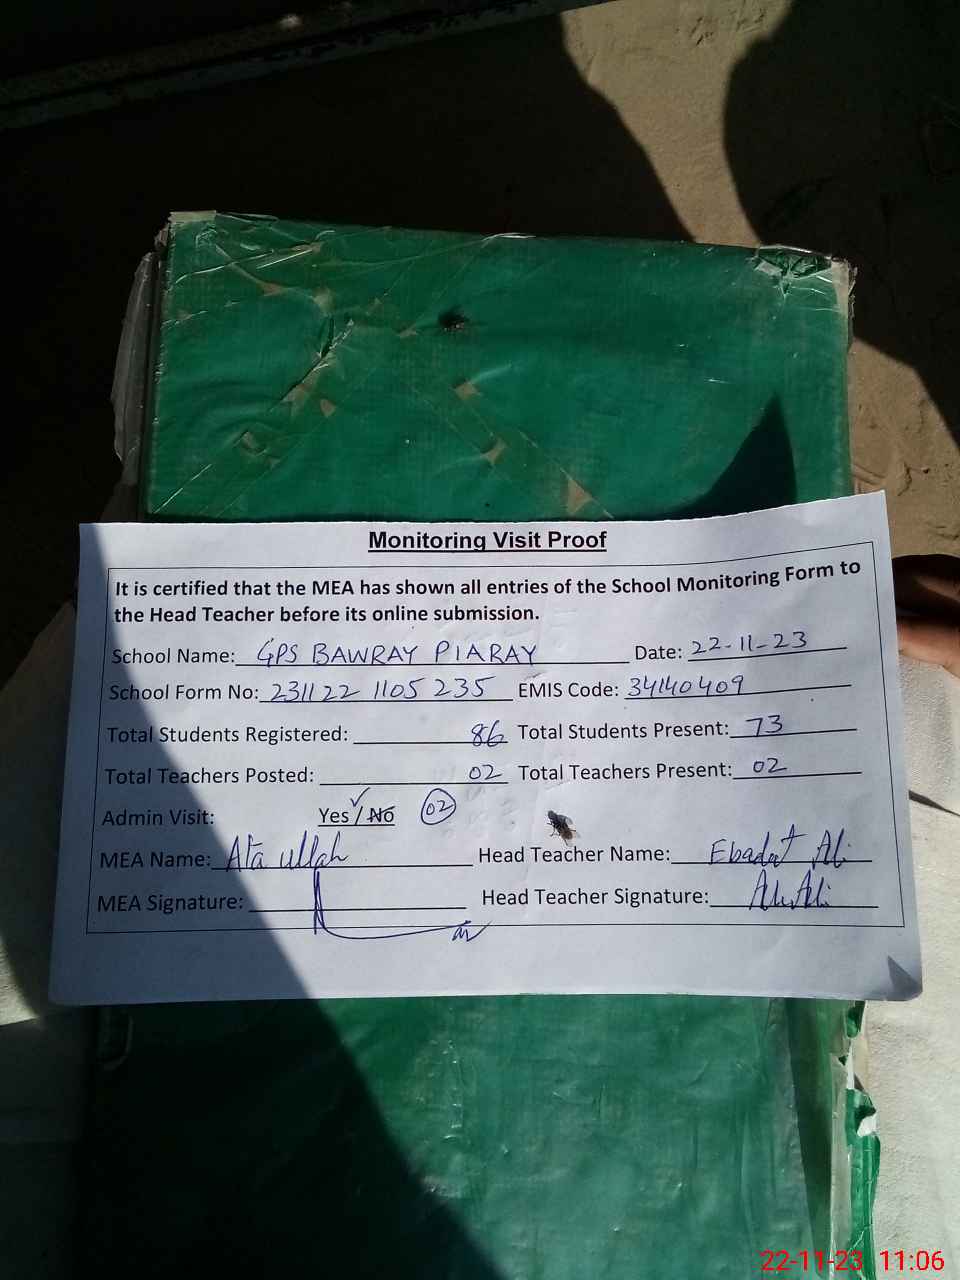 Monitoring Visit Proof
It is certified that the MEA has shown all entries of the School Monitoring Form to
the Head Teacher before its online submission.
School Name: GPS BAWRAY PIARAY Date: 22-11-23
School Form No: 231122 1105 235 EMIS Code: 34140409
Total Students Registered: 86 Total Students Present: 73
Total Teachers Posted: 02 Total Teachers Present: 02
Admin Visit: Yes/No 02
MEA Name: Ata ullah Head Teacher Name: Ebadat Ali
MEA Signature: Head Teacher Signature:
22-11-23 11:06